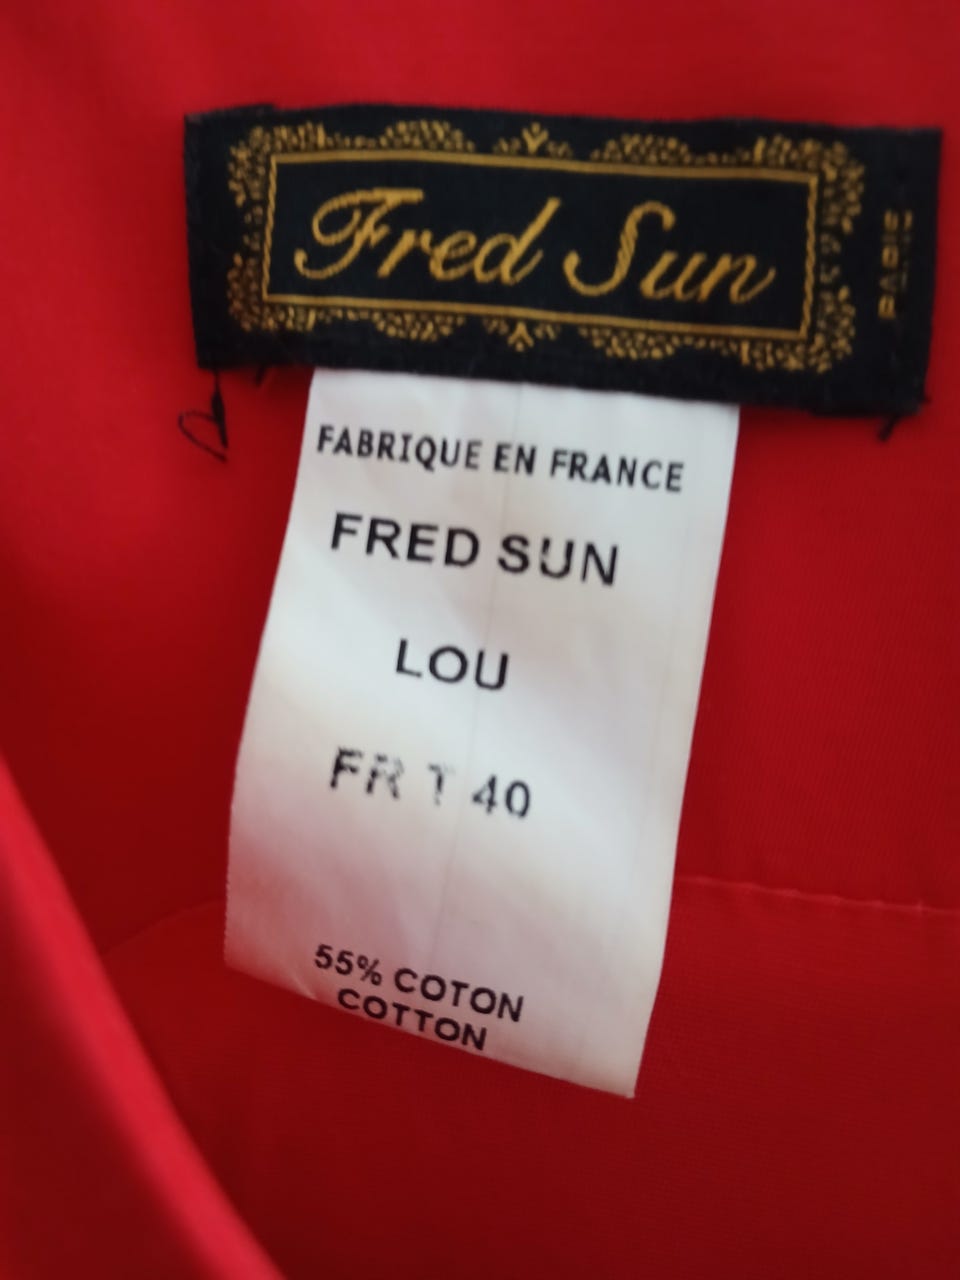 Fred Sun
PARIS
FABRIQUE EN FRANCE
FRED SUN
LOU
FR T 40
55% COTON
COTTON